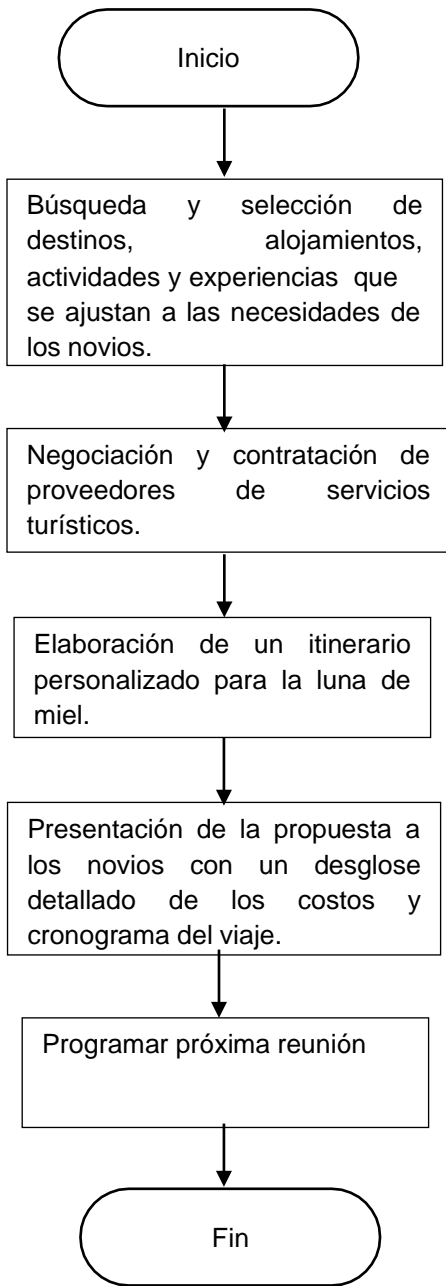 Inicio
Búsqueda y selección de
destinos, alojamientos,
actividades y experiencias que
se ajustan a las necesidades de
los novios.
Negociación y contratación de
proveedores de servicios
turísticos.
Elaboración de un itinerario
personalizado para la luna de
miel.
Presentación de la propuesta a
los novios con un desglose
detallado de los costos y
cronograma del viaje.
Programar próxima reunión
Fin